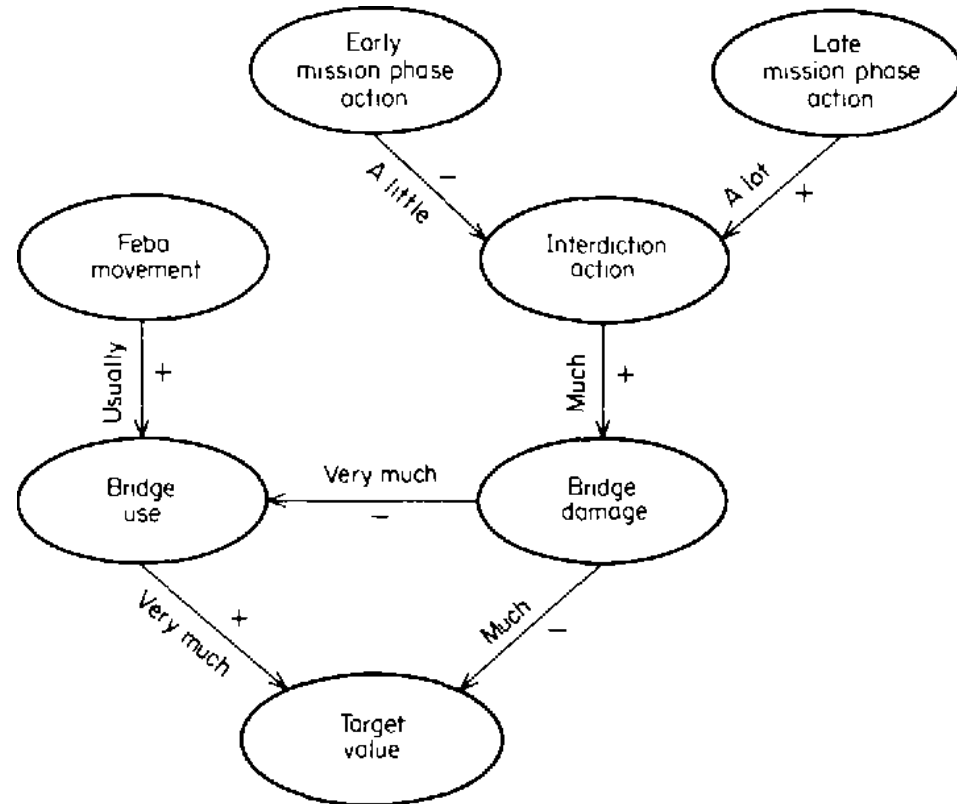 Early
mission phase
action
Late
mission phase
action
A little
−
A lot
+
Feba
movement
Interdiction
action
Usually
+
Much
+
Bridge
use
Very much
−
Bridge
damage
Very much
+
Much
−
Target
value